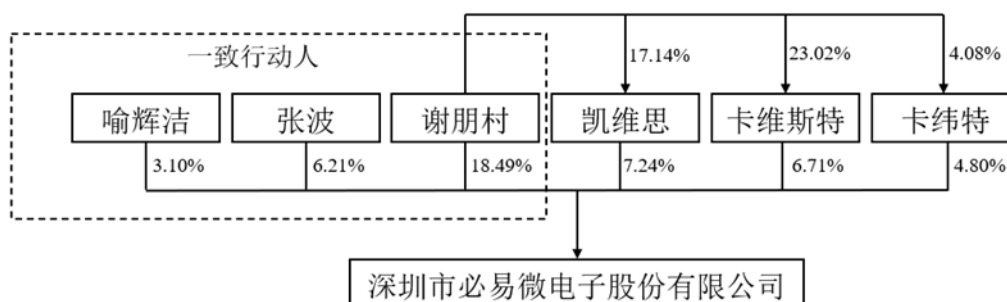 一致行动人
17.14%
23.02%
4.08%
喻辉洁
张波
谢朋村
凯维思
卡维斯特
卡纬特
3.10%
6.21%
18.49%
7.24%
6.71%
4.80%
深圳市必易微电子股份有限公司